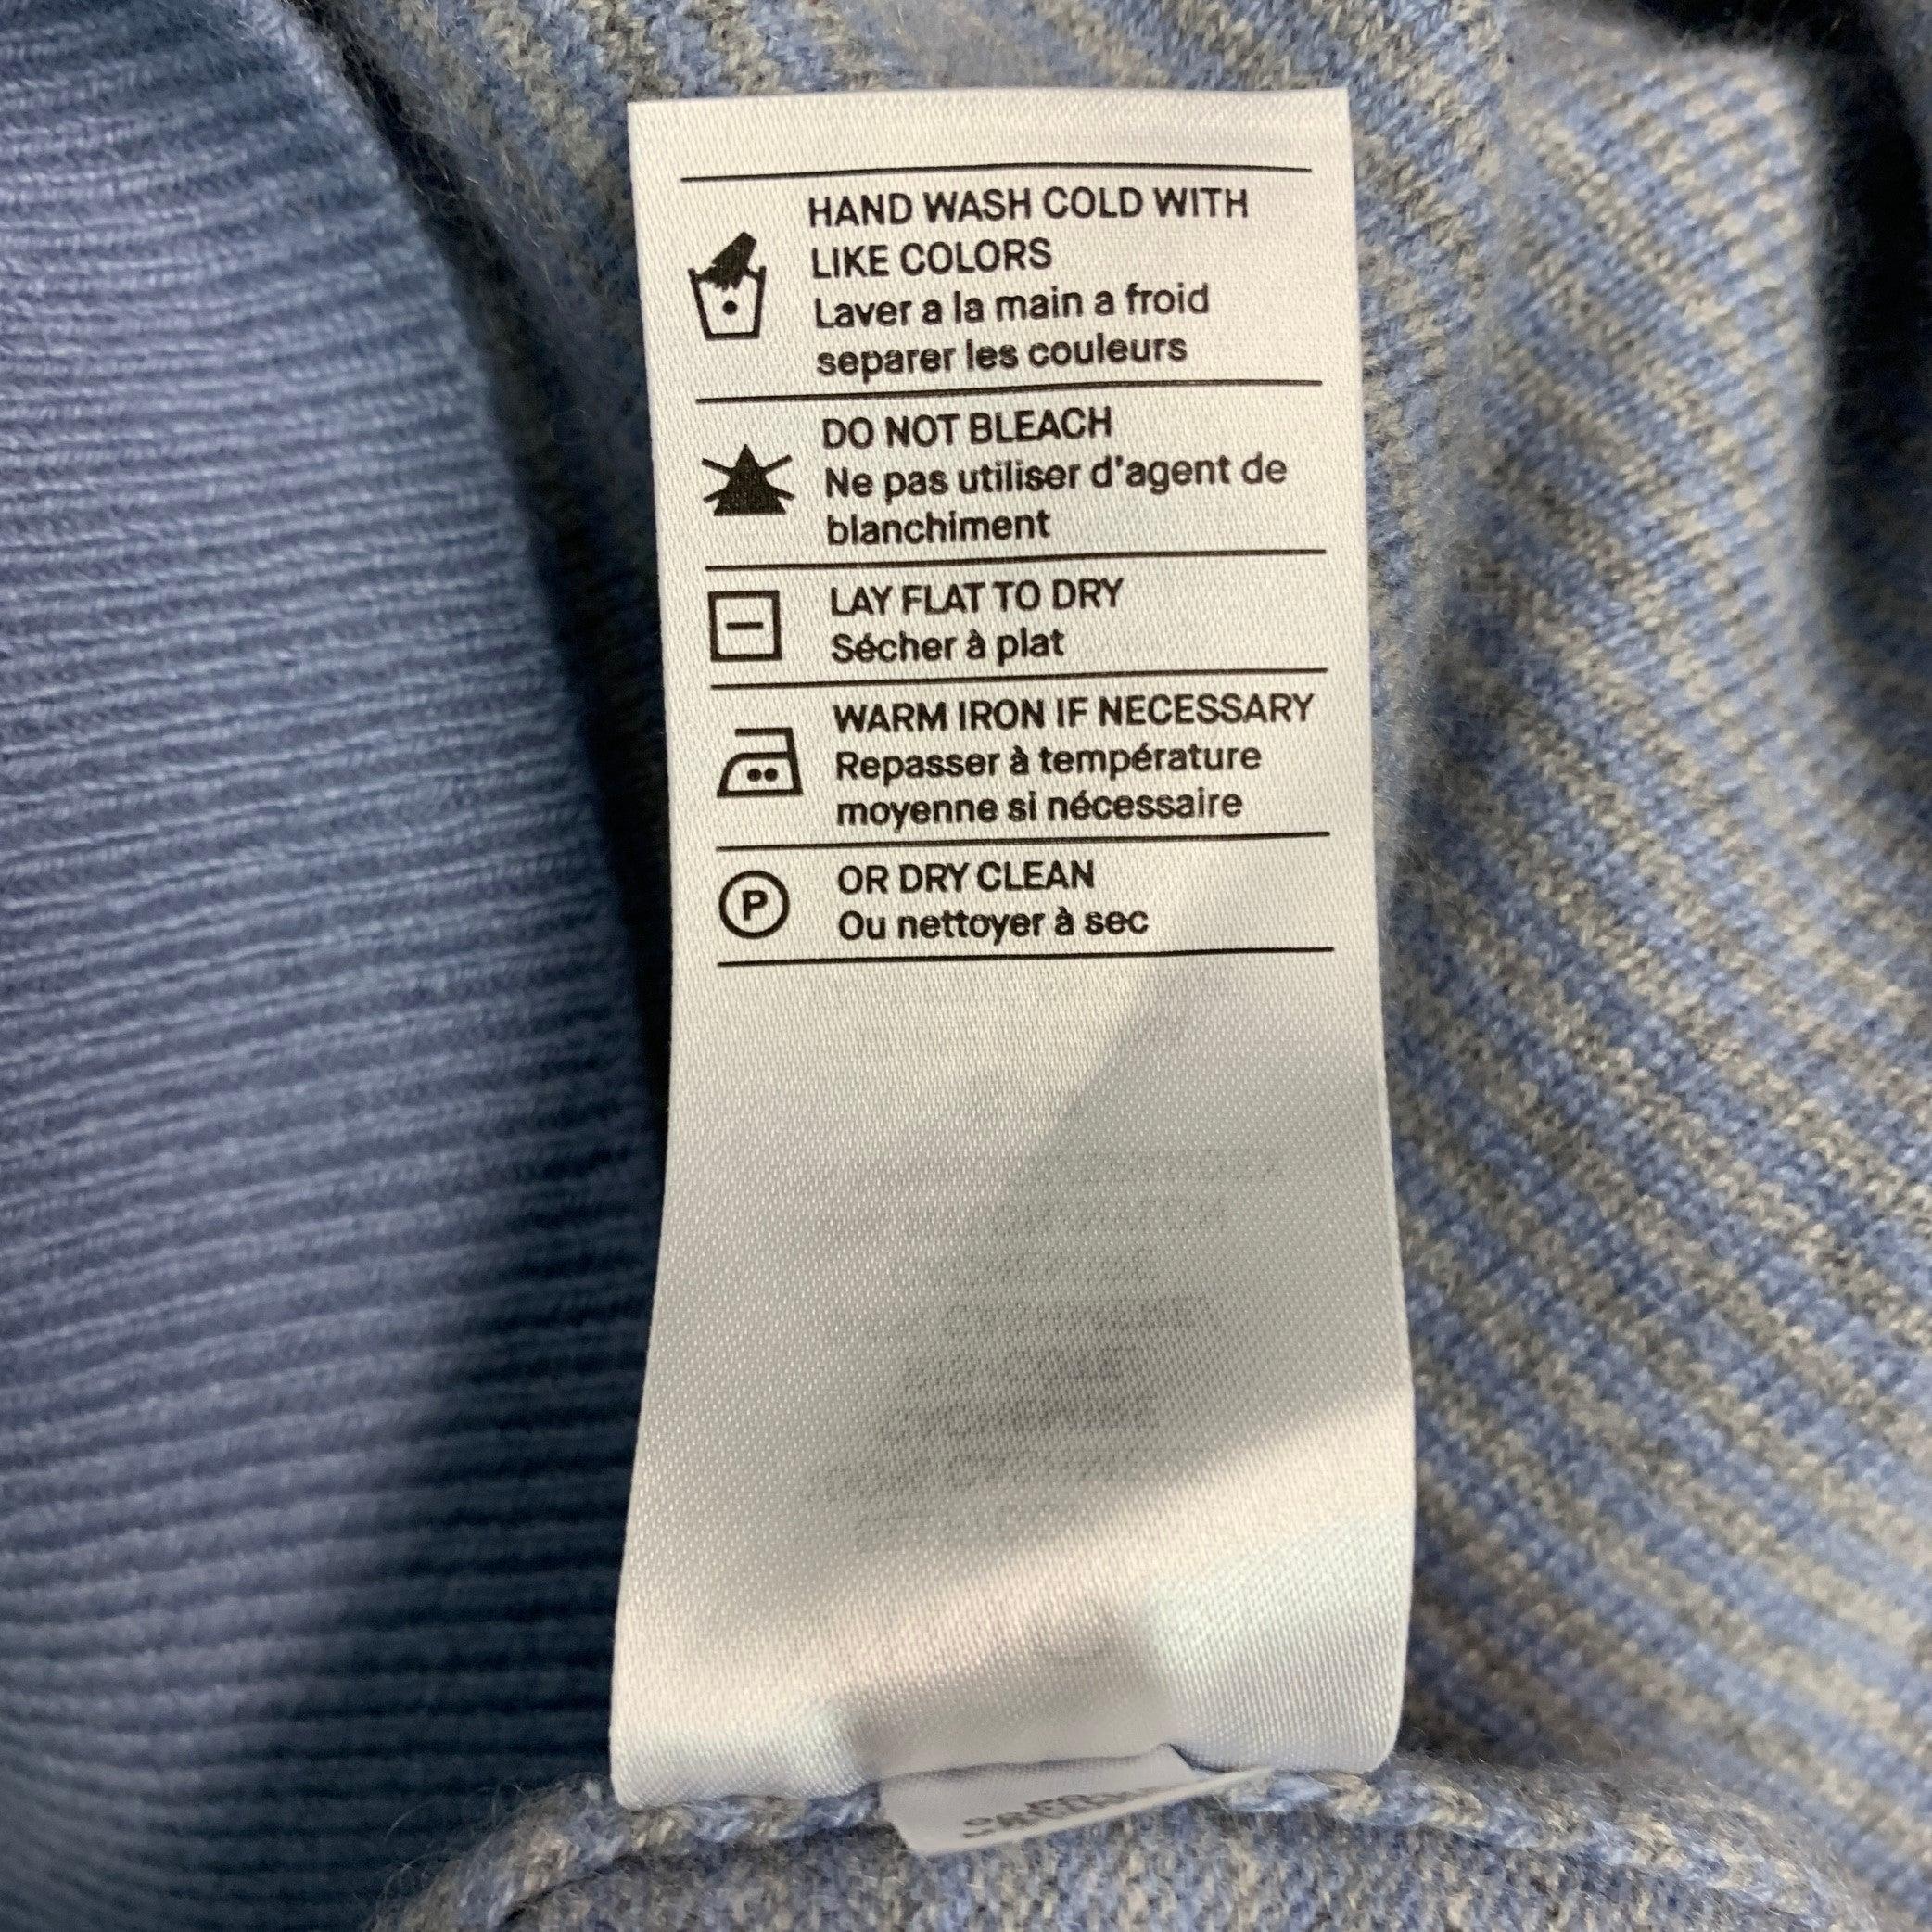 HAND WASH COLD WITH
LIKE COLORS
Laver a la main a froid
separer les couleurs
DO NOT BLEACH
Ne pas utiliser d'agent de
blanchiment
LAY FLAT TO DRY
Sécher à plat
WARM IRON IF NECESSARY
Repasser à température
moyenne si nécessaire
P
OR DRY CLEAN
Ou nettoyer à sec